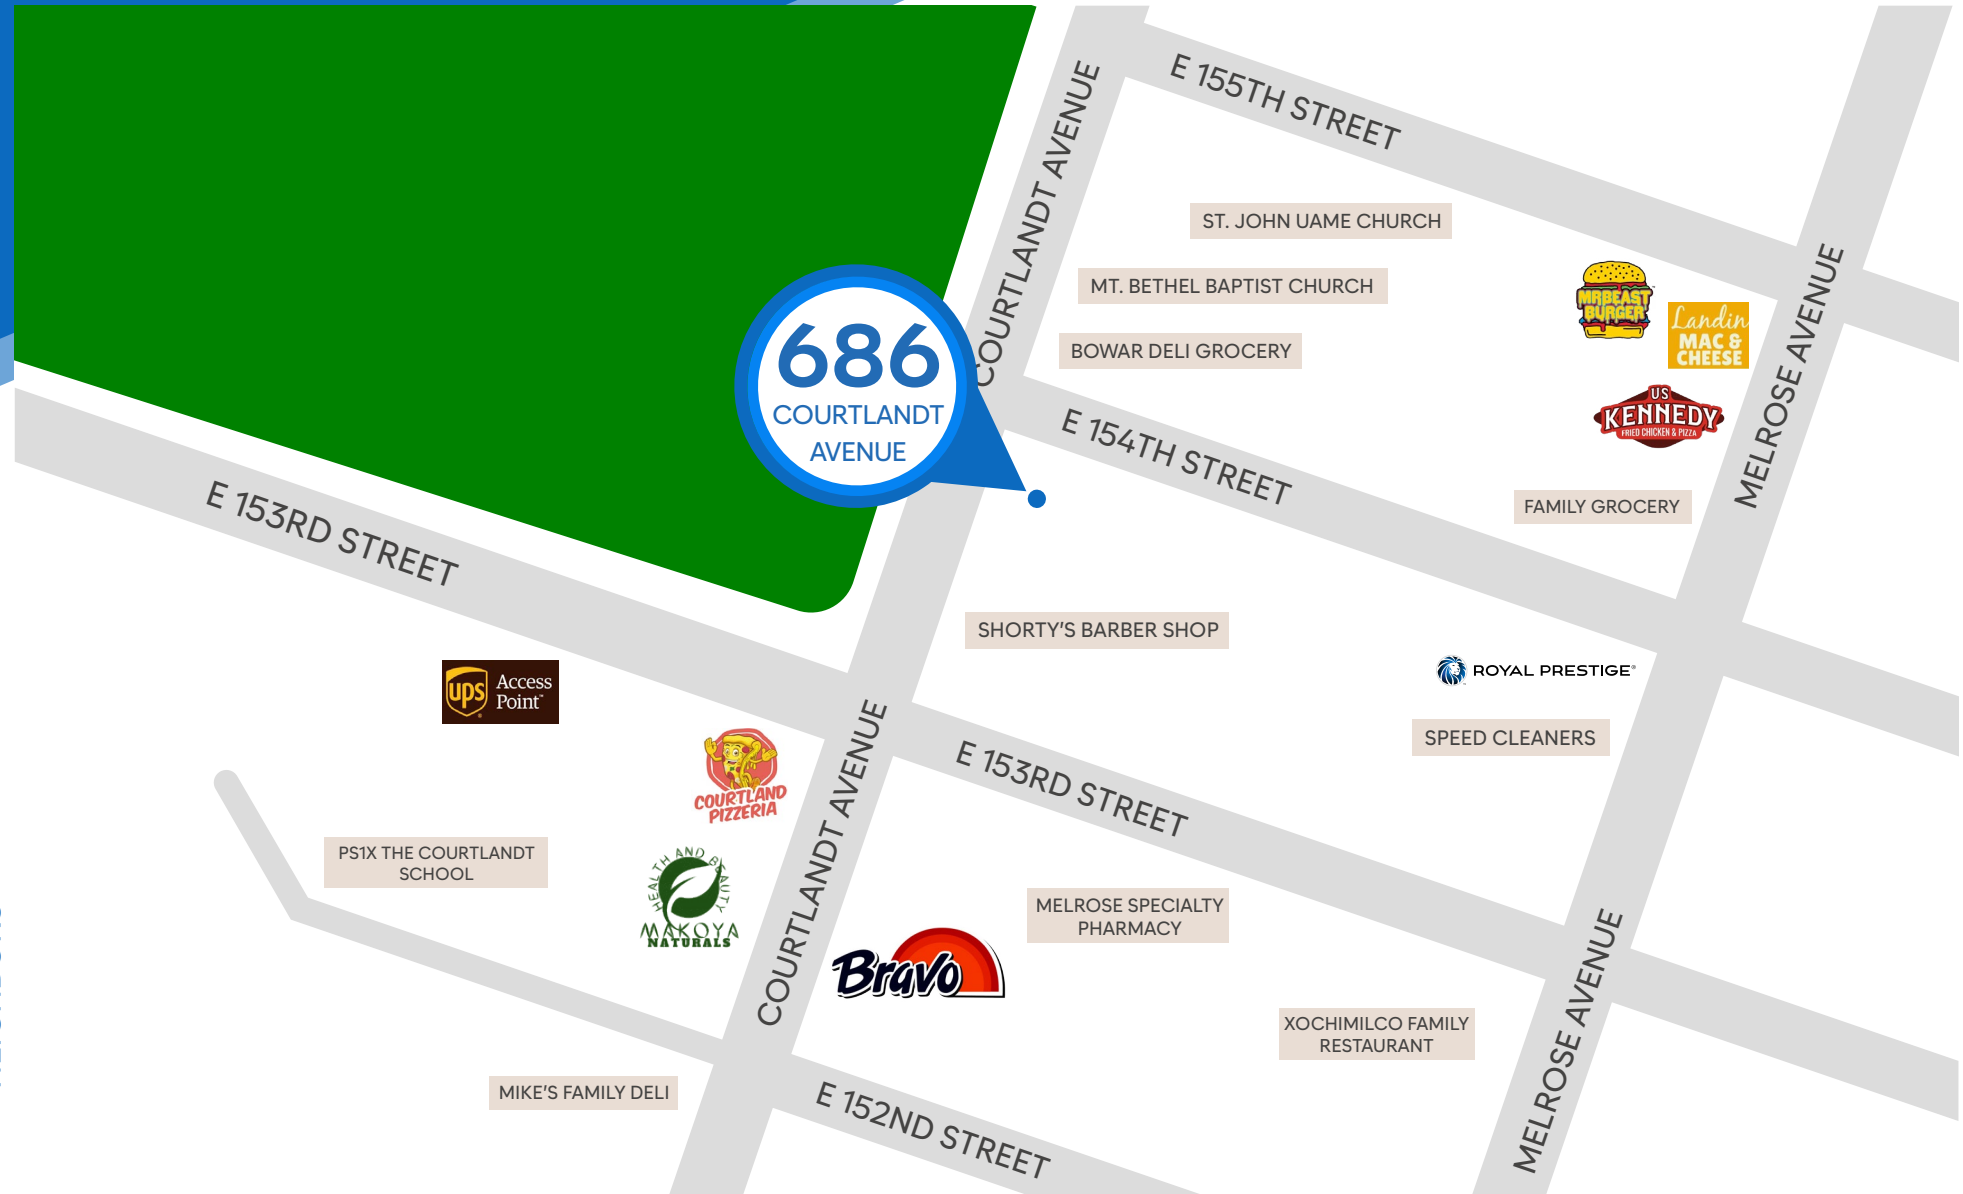 E 155TH STREET
COURTLANDT AVENUE
ST. JOHN UAME CHURCH
MT. BETHEL BAPTIST CHURCH
BOWAR DELI GROCERY
MRBEAST
BURGER
Landin
MAC &
CHEESE
US
KENNEDY
FRIED CHICKEN & PIZZA
MELROSE AVENUE
686
COURTLANDT
AVENUE
E 154TH STREET
FAMILY GROCERY
E 153RD STREET
SHORTY'S BARBER SHOP
ROYAL PRESTIGE®
SPEED CLEANERS
ups
Access
Point™
COURTLAND
PIZZERIA
COURTLANDT AVENUE
E 153RD STREET
PS1X THE COURTLANDT
SCHOOL
HEALTH AND BEAUTY
MAKOYA
NATURALS
Bravo
MELROSE SPECIALTY
PHARMACY
MELROSE AVENUE
XOCHIMILCO FAMILY
RESTAURANT
MIKE'S FAMILY DELI
E 152ND STREET